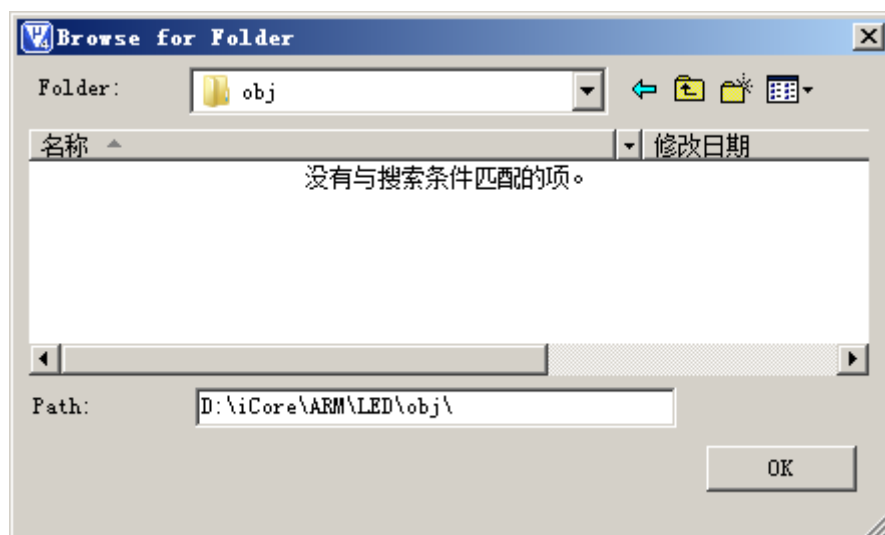 Browse for Folder
Folder: obj
名称 修改日期
没有与搜索条件匹配的项。
Path: D:\iCore\ARM\LED\obj\
OK